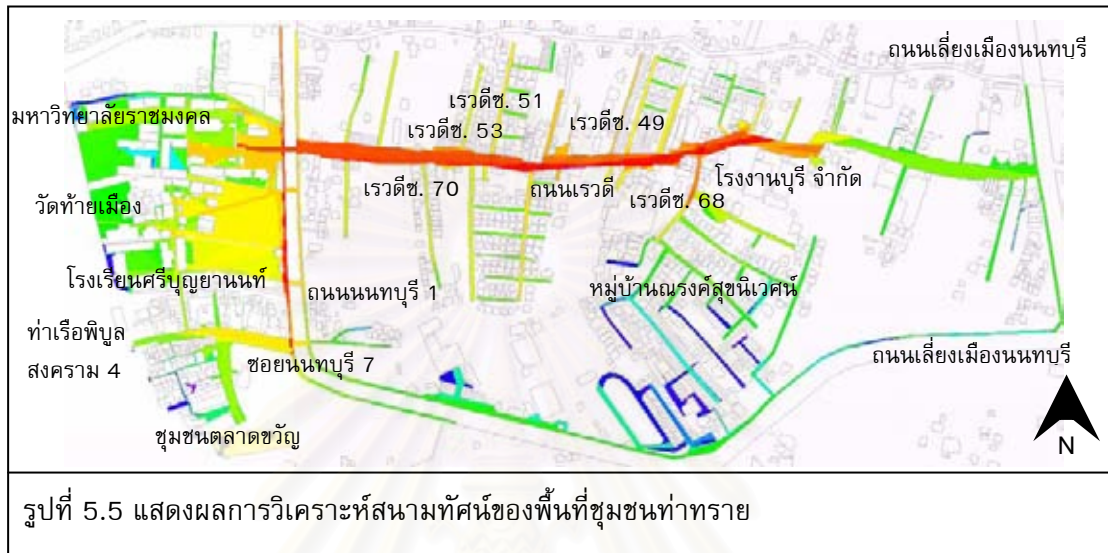 ถนนเลี่ยงเมืองนนทบุรี
มหาวิทยาลัยราชมงคล
เรวดีซ. 51
เรวดีซ. 53
เรวดีซ. 49
เรวดีซ. 70
ถนนเรวดี
โรงงานบุรี จำกัด
เรวดีซ. 68
วัดท้ายเมือง
โรงเรียนศรีบุญยานนท์
ถนนนนทบุรี 1
หมู่บ้านณรงค์สุขนิเวศน์
ท่าเรือพิบูล
สงคราม 4
ซอยนนทบุรี 7
ถนนเลี่ยงเมืองนนทบุรี
ชุมชนตลาดขวัญ
N
รูปที่ 5.5 แสดงผลการวิเคราะห์สนามทัศน์ของพื้นที่ชุมชนท่าทราย